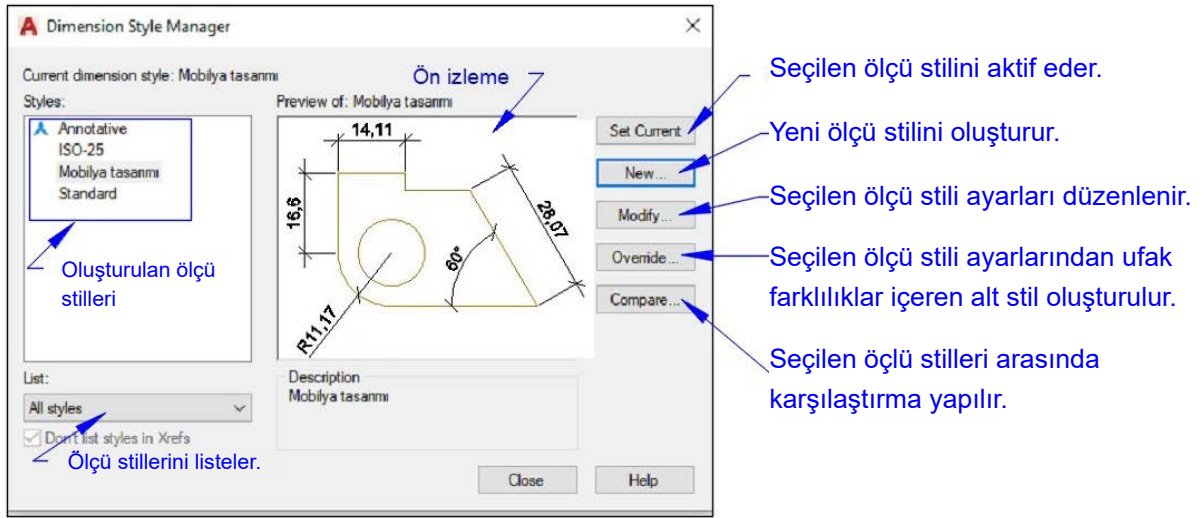 Dimension Style Manager
Current dimension style: Mobilya tasarımı
Ön izleme
Styles:
Preview of: Mobilya tasarımı
Annotative
ISO-25
Mobilya tasarımı
Standard
Oluşturulan ölçü
stilleri
14,11
16,6
28,07
60°
R11,17
Set Current
New...
Modify...
Override...
Compare...
Seçilen ölçü stilini aktif eder.
Yeni ölçü stilini oluşturur.
Seçilen ölçü stili ayarları düzenlenir.
Seçilen ölçü stili ayarlarından ufak
farklılıklar içeren alt stil oluşturulur.
Seçilen öçlü stilleri arasında
karşılaştırma yapılır.
List:
All styles
Don't list styles in Xrefs
Ölçü stillerini listeler.
Description
Mobilya tasarımı
Close
Help